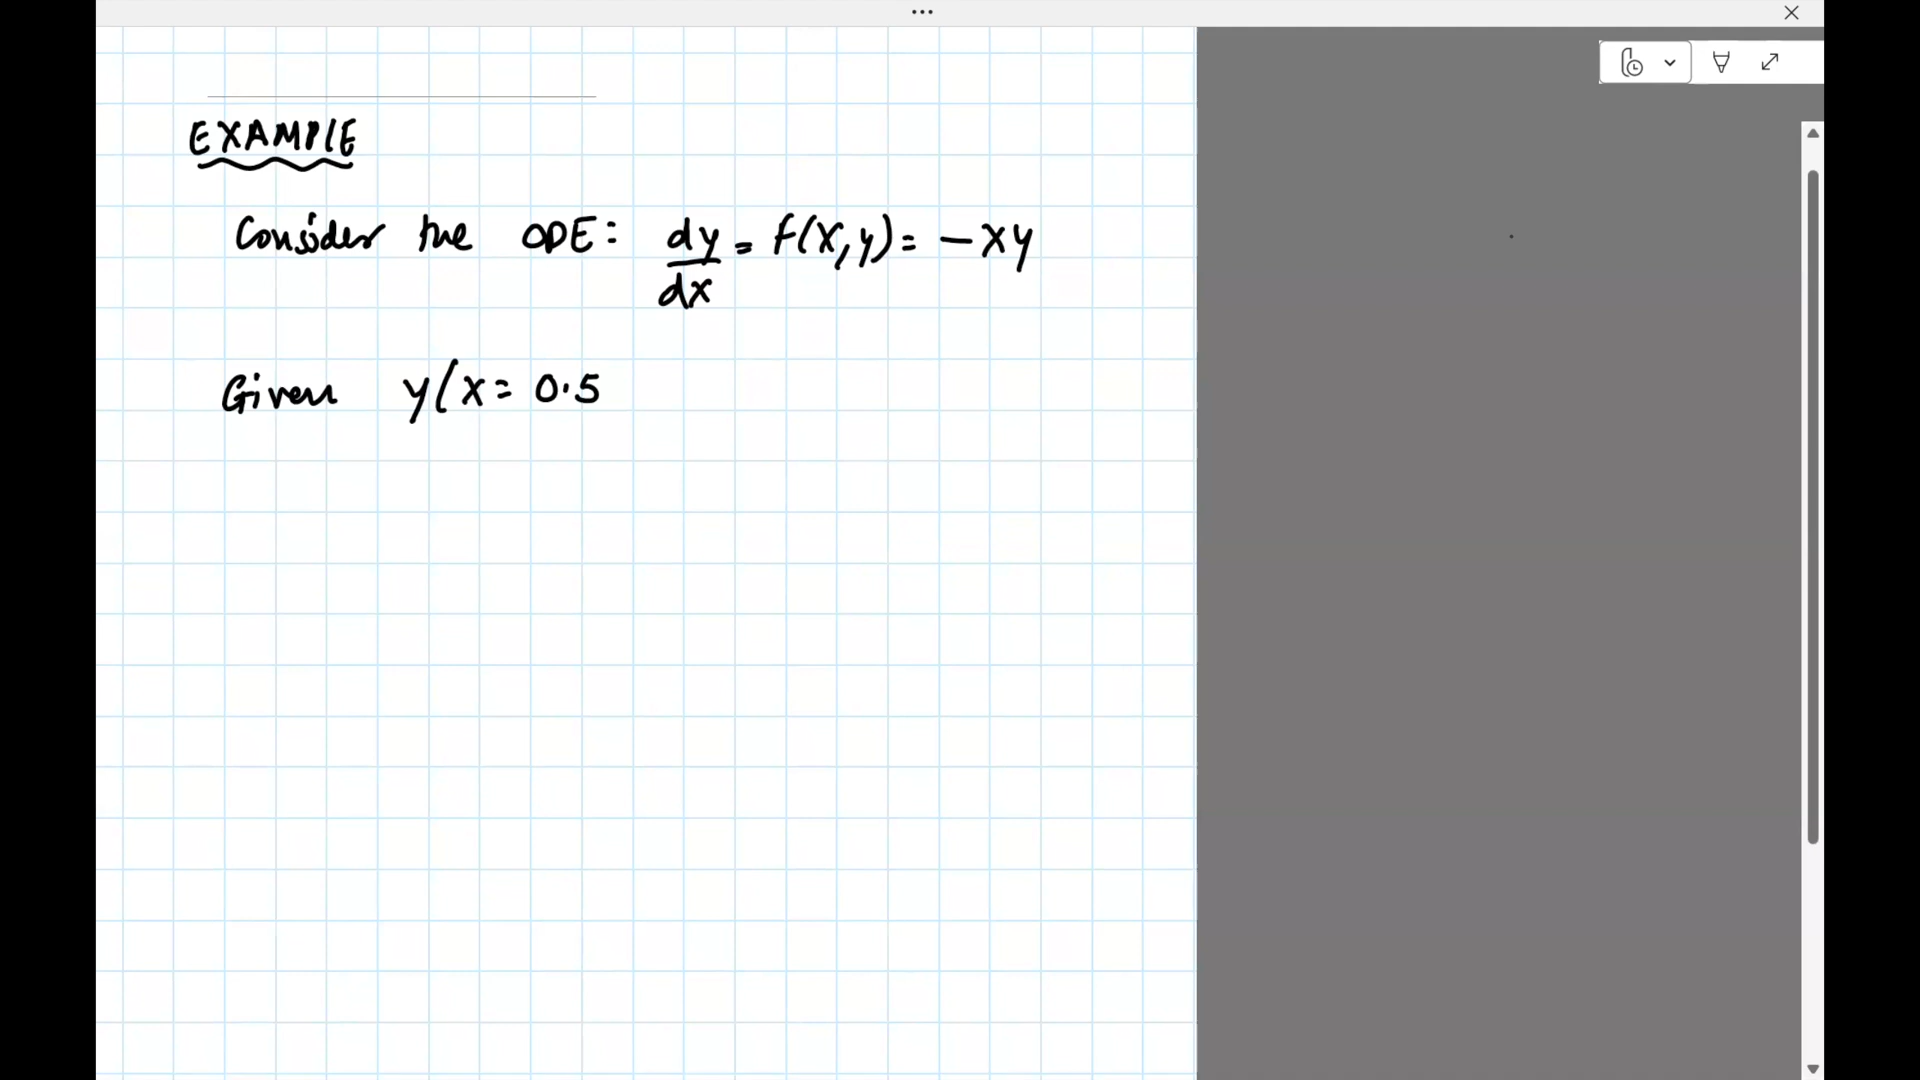 EXAMPLE
Consider the ODE: dy/dx = f(x,y) = -xy
Given y(x = 0.5